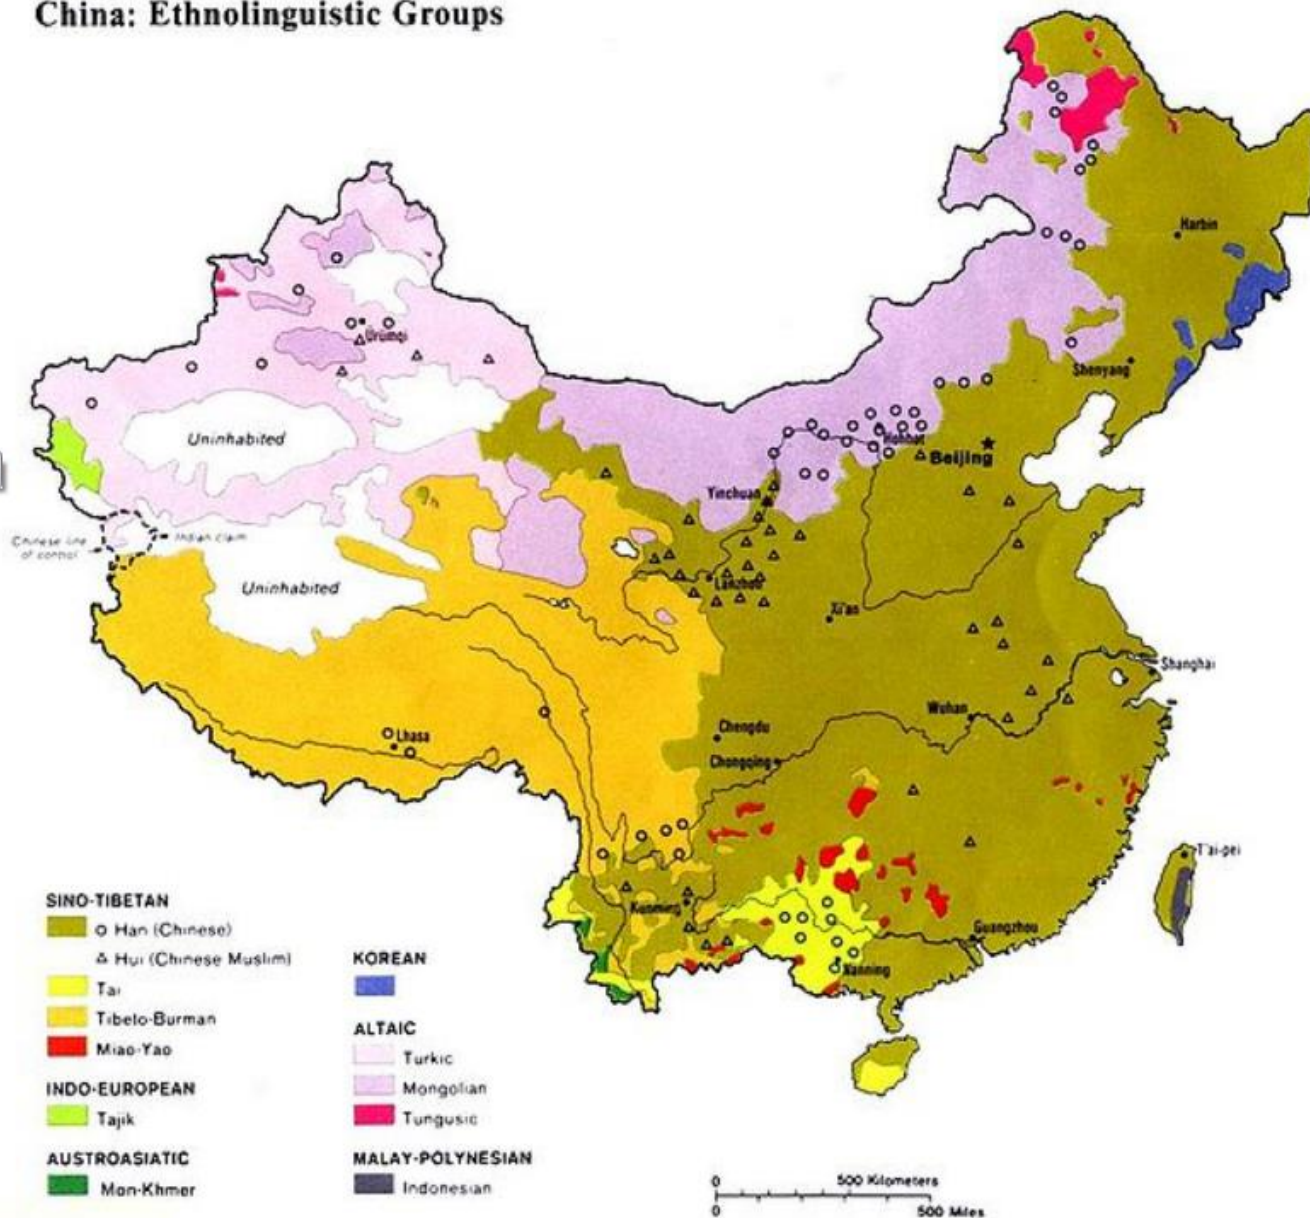 China: Ethnolinguistic Groups
Harbin
Ürümqi
Shenyang
Uninhabited
Hohhot
Beijing
Yinchuan
Chinese line
of control
Indian claim
Uninhabited
Lanzhou
Xi'an
Shanghai
Wuhan
Chengdu
Lhasa
Chongqing
T'ai-pei
Kunming
Guangzhou
Nanning
SINO-TIBETAN
Han (Chinese)
Hui (Chinese Muslim)
Tai
Tibeto-Burman
Miao-Yao
INDO-EUROPEAN
Tajik
AUSTROASIATIC
Mon-Khmer
KOREAN
ALTAIC
Turkic
Mongolian
Tungusic
MALAY-POLYNESIAN
Indonesian
0 500 Kilometers
0 500 Miles